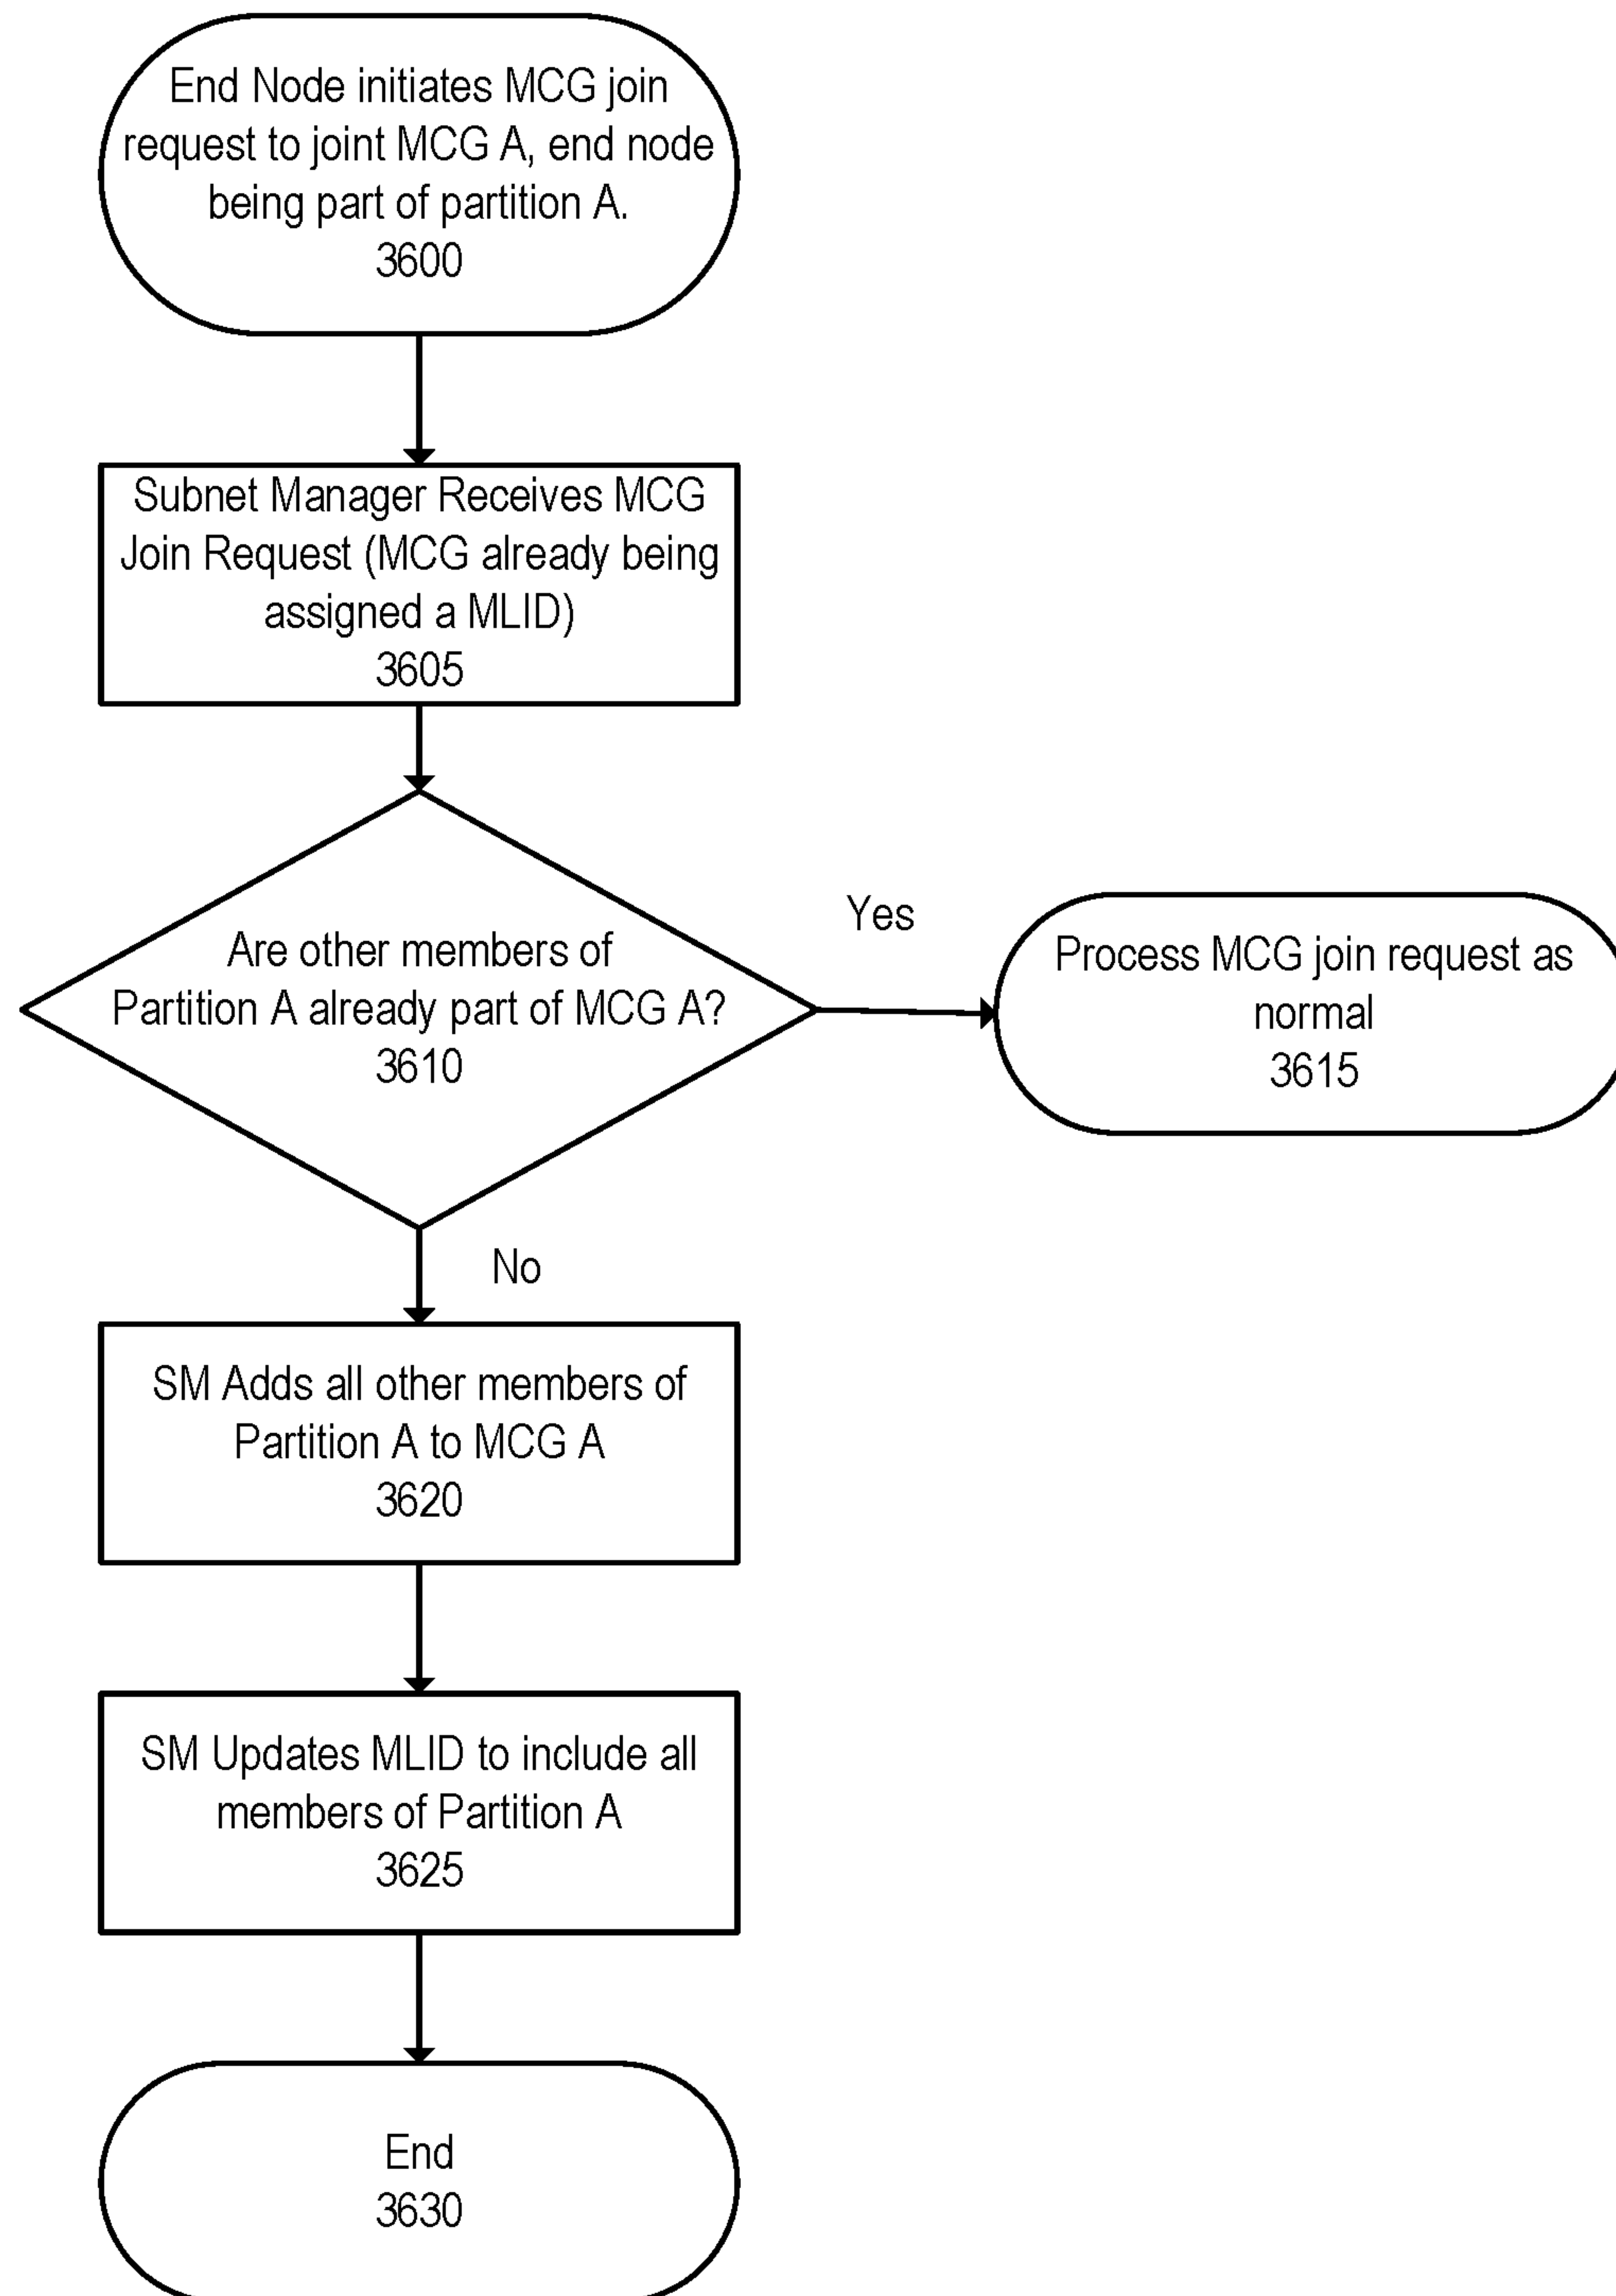 End Node initiates MCG join
request to joint MCG A, end node
being part of partition A.
3600
Subnet Manager Receives MCG
Join Request (MCG already being
assigned a MLID)
3605
Are other members of
Partition A already part of MCG A?
3610
Yes
Process MCG join request as
normal
3615
No
SM Adds all other members of
Partition A to MCG A
3620
SM Updates MLID to include all
members of Partition A
3625
End
3630